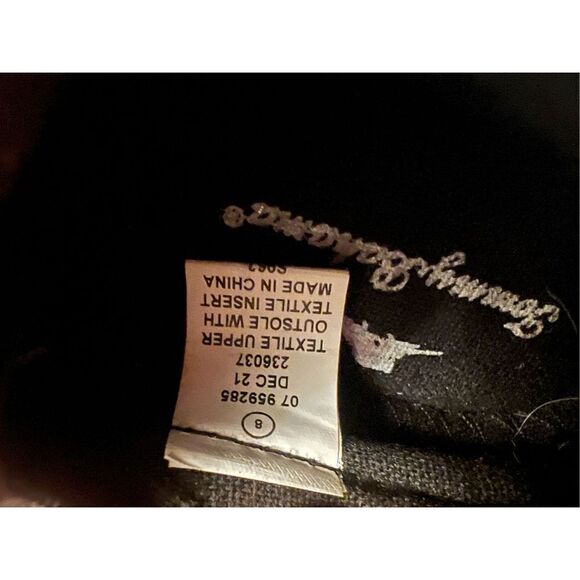 Tommy Bahama®
8
07 959285
DEC 21
236037
TEXTILE UPPER
OUTSOLE WITH
TEXTILE INSERT
MADE IN CHINA